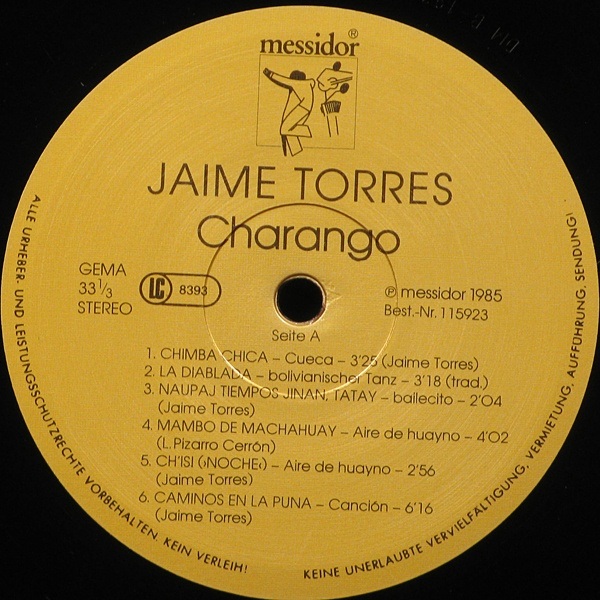 messidor®
JAIME TORRES
Charango
GEMA
33 1/3
STEREO
LC 8393
℗ messidor 1985
Best.-Nr. 115923
Seite A
1. CHIMBA CHICA – Cueca – 3'25 (Jaime Torres)
2. LA DIABLADA – bolivianischer Tanz – 3'18 (trad.)
3. NAUPAJ TIEMPOS JINAN, TATAY – bailecito – 2'04
(Jaime Torres)
4. MAMBO DE MACHAHUAY – Aire de huayno – 4'02
(L. Pizarro Cerrón)
5. CH'ISI (›NOCHE‹) – Aire de huayno – 2'56
(Jaime Torres)
6. CAMINOS EN LA PUNA – Canción – 6'16
(Jaime Torres)
ALLE URHEBER- UND LEISTUNGSSCHUTZRECHTE VORBEHALTEN. KEIN VERLEIH!
KEINE UNERLAUBTE VERVIELFÄLTIGUNG, VERMIETUNG, AUFFÜHRUNG, SENDUNG!